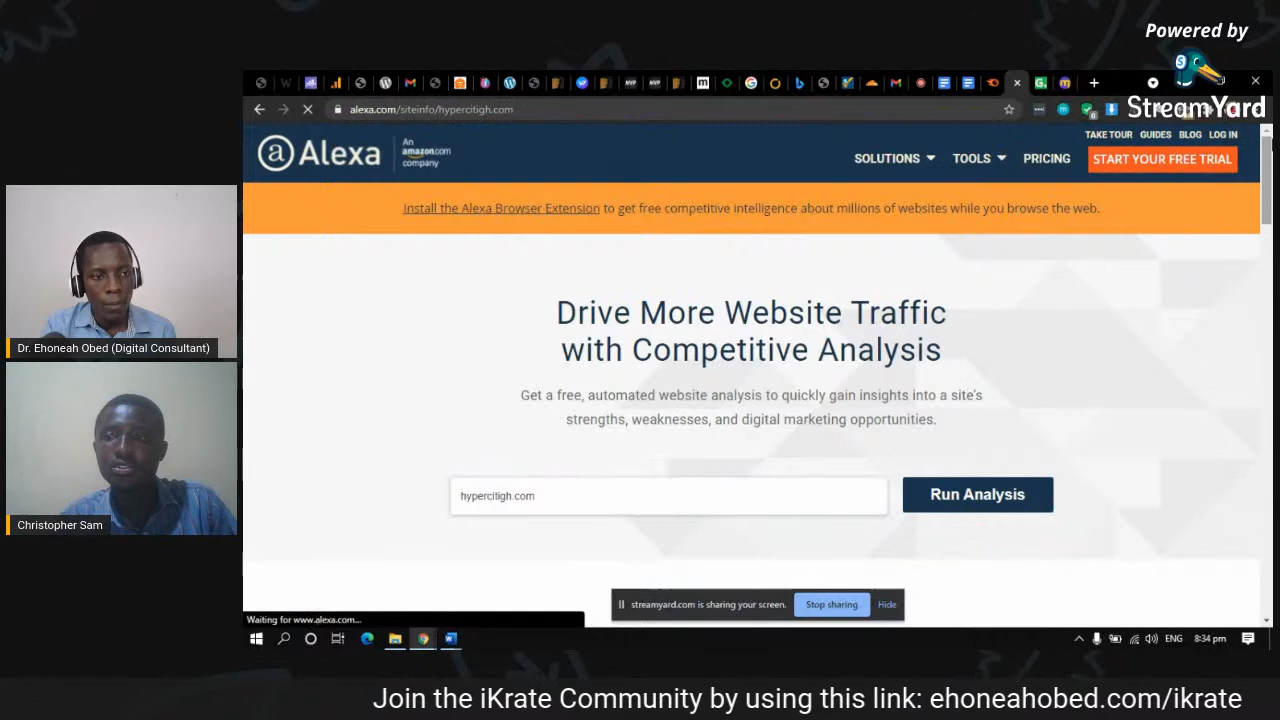 Powered by
StreamYard
alexa.com/siteinfo/hypercitigh.com
TAKE TOUR GUIDES BLOG LOG IN
Alexa
An
amazon.com
company
SOLUTIONS TOOLS PRICING START YOUR FREE TRIAL
Install the Alexa Browser Extension to get free competitive intelligence about millions of websites while you browse the web.
Drive More Website Traffic
with Competitive Analysis
Get a free, automated website analysis to quickly gain insights into a site's
strengths, weaknesses, and digital marketing opportunities.
hypercitigh.com
Run Analysis
Dr. Ehoneah Obed (Digital Consultant)
Christopher Sam
streamyard.com is sharing your screen.
Stop sharing
Hide
Waiting for www.alexa.com...
ENG
8:34 pm
Join the iKrate Community by using this link: ehoneahobed.com/ikrate